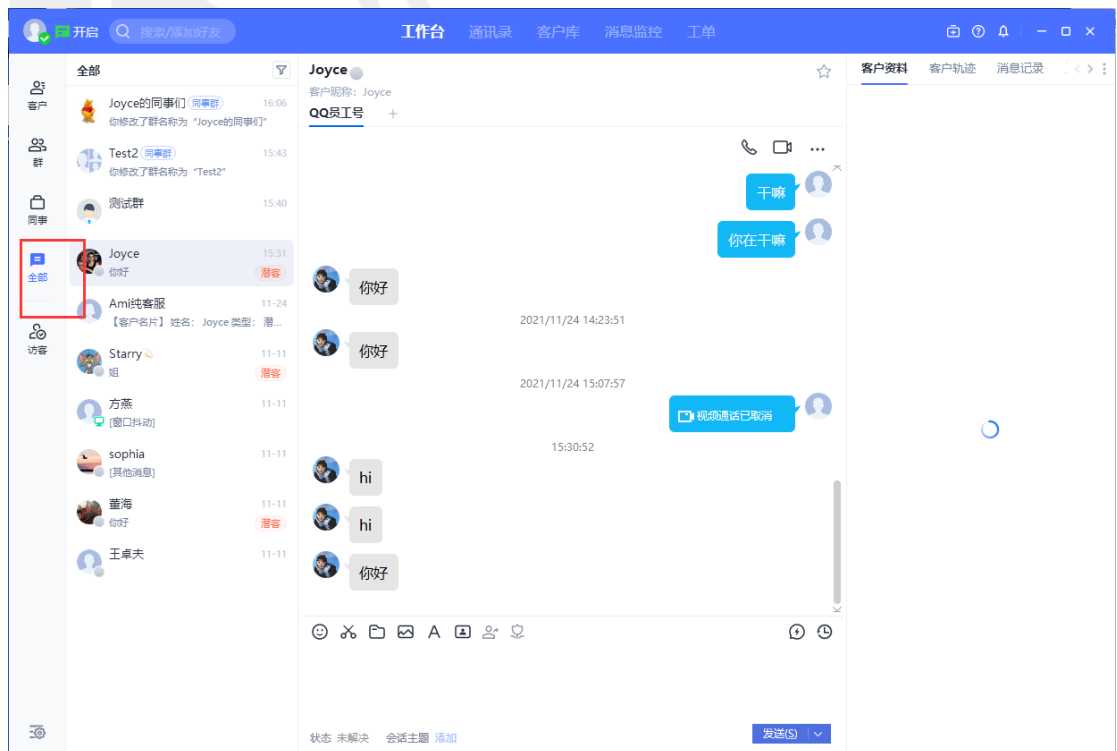 开启 搜索/添加好友 工作台 通讯录 客户库 消息监控 工单
客户
群
同事
全部
访客
全部
Joyce的同事们 同事群 16:06
你修改了群名称为 “Joyce的同事们”
Test2 同事群 15:43
你修改了群名称为 “Test2”
测试群 15:40
Joyce 15:31
你好 潜客
Ami纯客服 11-24
【客户名片】姓名: Joyce 类型: 潜...
Starry 11-11
姐 潜客
方燕 11-11
[窗口抖动]
sophia 11-11
[其他消息]
董海 11-11
你好 潜客
王卓夫 11-11
Joyce
客户昵称: Joyce
QQ员工号
干嘛
你在干嘛
你好
2021/11/24 14:23:51
你好
2021/11/24 15:07:57
视频通话已取消
15:30:52
hi
hi
你好
状态 未解决 会话主题 添加 发送(S)
客户资料 客户轨迹 消息记录